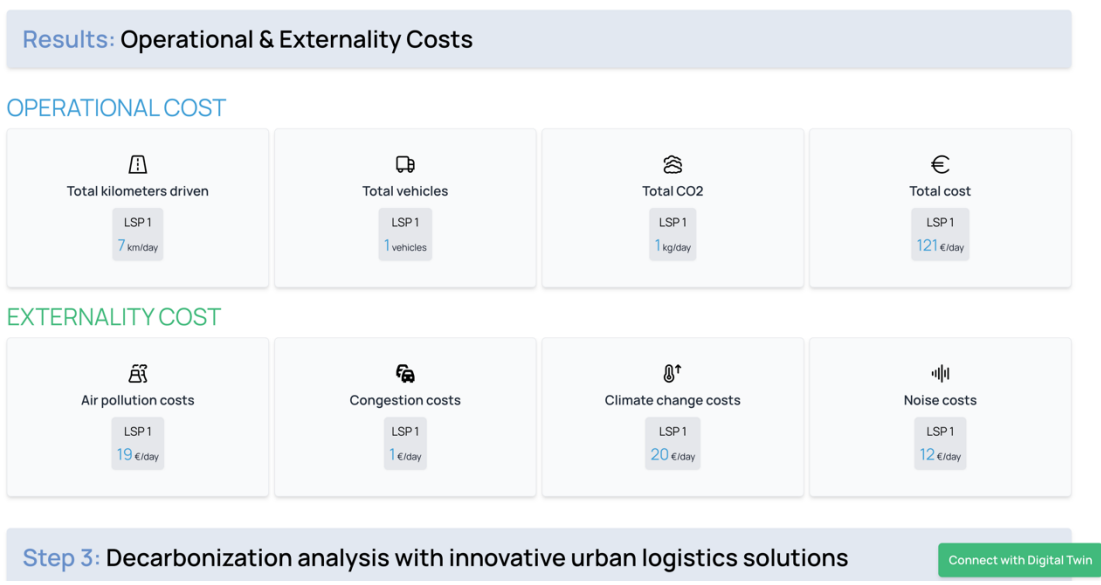 Results: Operational & Externality Costs
OPERATIONAL COST
Total kilometers driven
LSP 1
7 km/day
Total vehicles
LSP 1
1 vehicles
Total CO2
LSP 1
1 kg/day
Total cost
LSP 1
121 €/day
EXTERNALITY COST
Air pollution costs
LSP 1
19 €/day
Congestion costs
LSP 1
1 €/day
Climate change costs
LSP 1
20 €/day
Noise costs
LSP 1
12 €/day
Step 3: Decarbonization analysis with innovative urban logistics solutions
Connect with Digital Twin